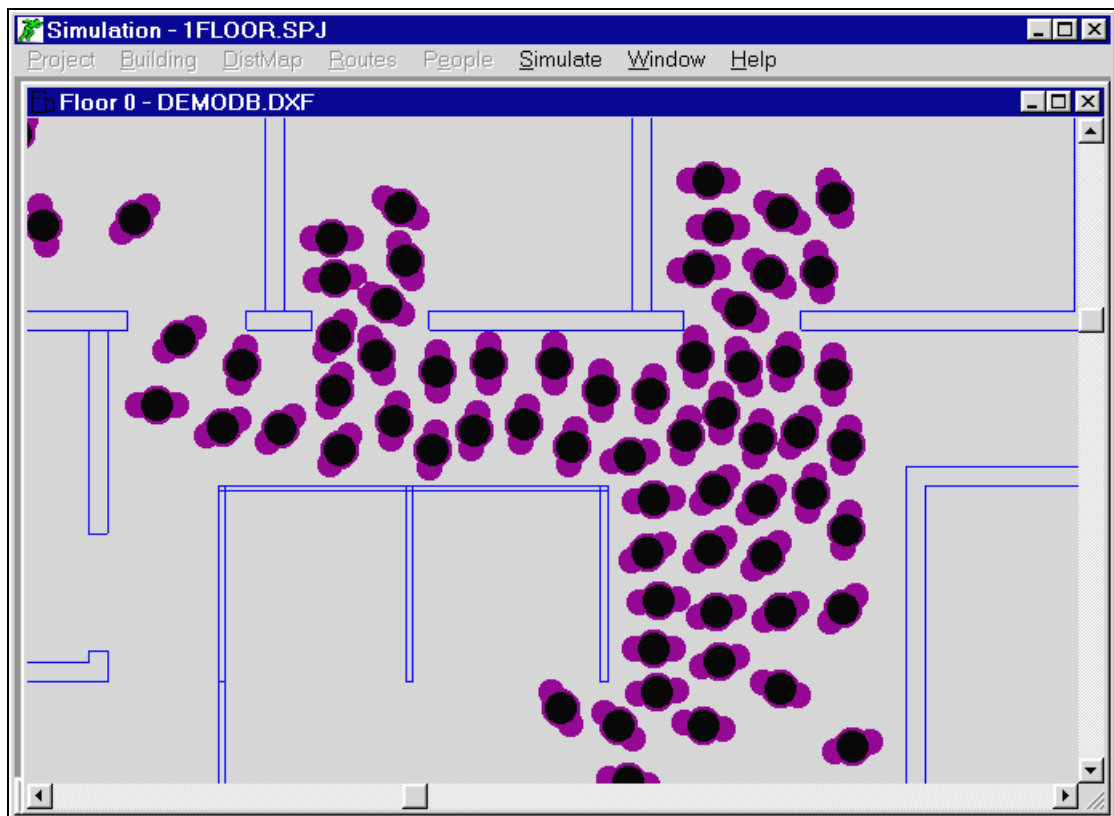 Simulation - 1FLOOR.SPJ
Project Building DistMap Routes People Simulate Window Help
Floor 0 - DEMODB.DXF